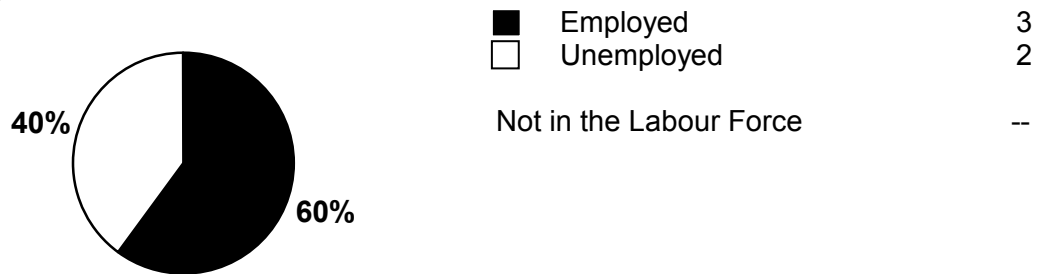 Employed 3
Unemployed 2
40%
Not in the Labour Force --
60%